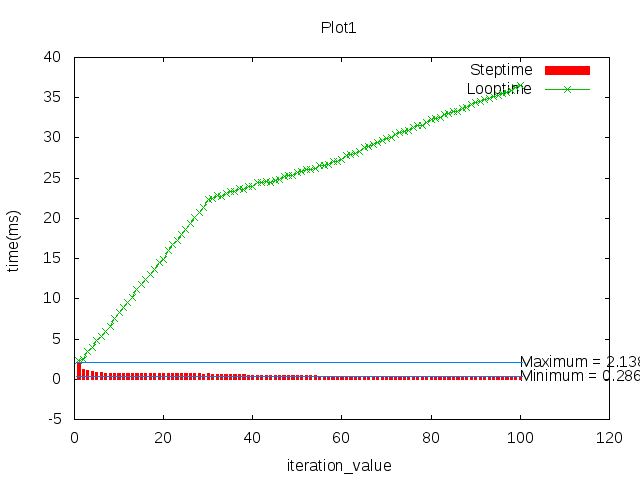 Plot1
40
35
30
25
20
15
10
5
0
-5
time(ms)
Steptime
Looptime
Maximum = 2.138
Minimum = 0.286
0
20
40
60
80
100
120
iteration_value